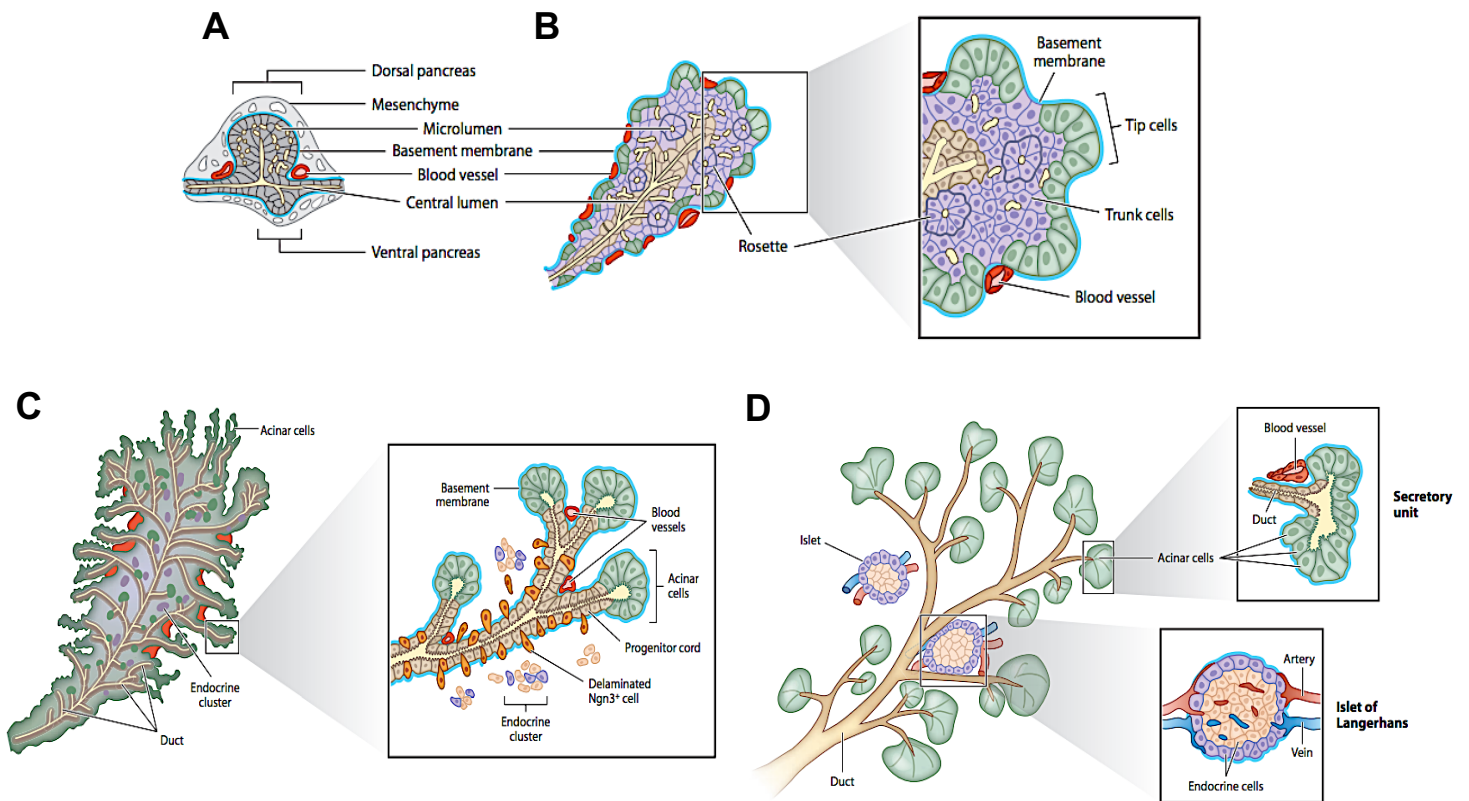 A
Dorsal pancreas
Mesenchyme
Microlumen
Basement membrane
Blood vessel
Central lumen
Ventral pancreas
B
Rosette
Basement
membrane
Tip cells
Trunk cells
Blood vessel
C
Acinar cells
Endocrine
cluster
Duct
Basement
membrane
Blood
vessels
Acinar
cells
Progenitor cord
Delaminated
Ngn3⁺ cell
Endocrine
cluster
D
Islet
Acinar cells
Duct
Blood vessel
Duct
Secretory
unit
Artery
Islet of
Langerhans
Vein
Endocrine cells